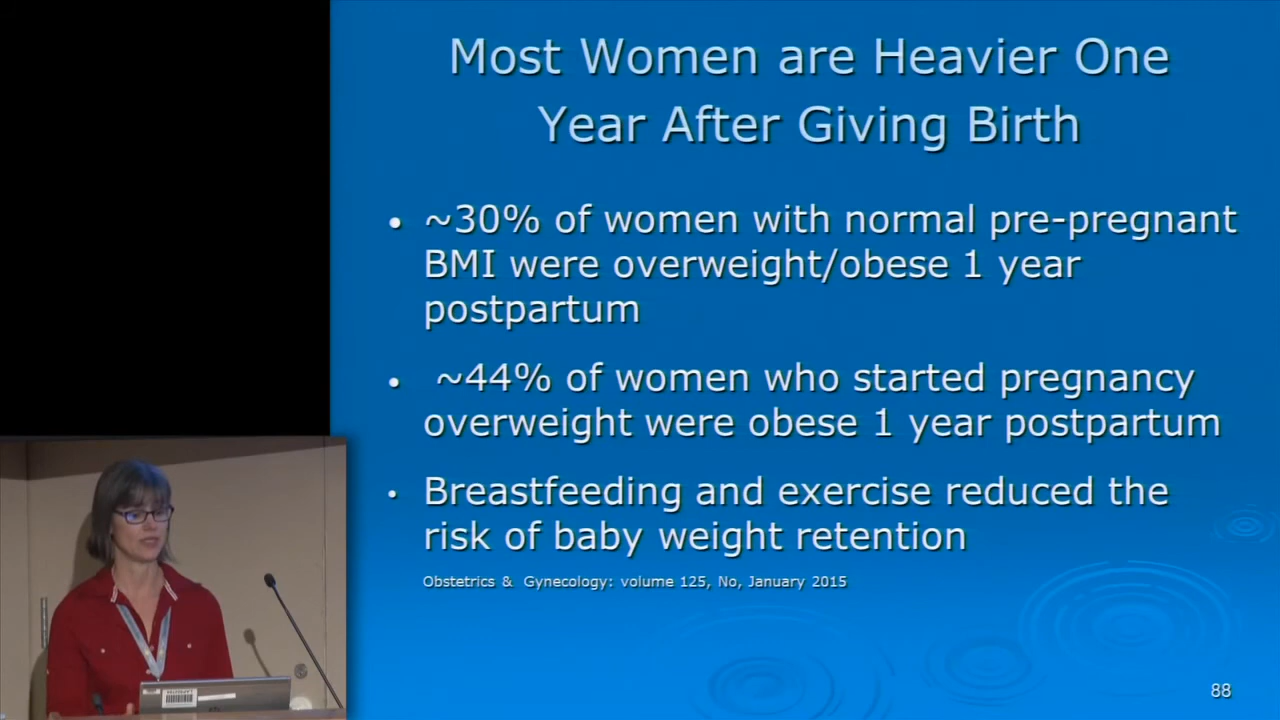 Most Women are Heavier One
Year After Giving Birth
• ~30% of women with normal pre-pregnant
BMI were overweight/obese 1 year
postpartum
• ~44% of women who started pregnancy
overweight were obese 1 year postpartum
• Breastfeeding and exercise reduced the
risk of baby weight retention
Obstetrics & Gynecology: volume 125, No, January 2015
88